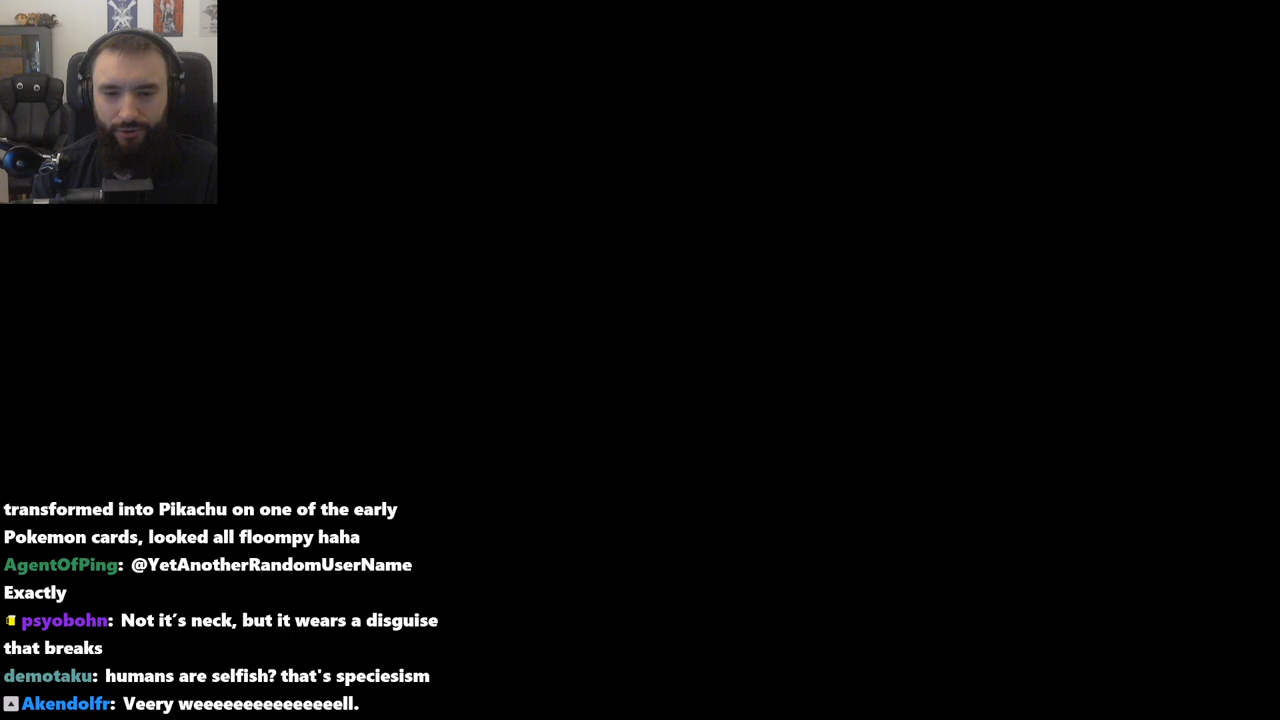 transformed into Pikachu on one of the early
Pokemon cards, looked all floompy haha
AgentOfPing: @YetAnotherRandomUserName
Exactly
psyobohn: Not it´s neck, but it wears a disguise
that breaks
demotaku: humans are selfish? that's speciesism
Akendolfr: Veery weeeeeeeeeeeeeell.